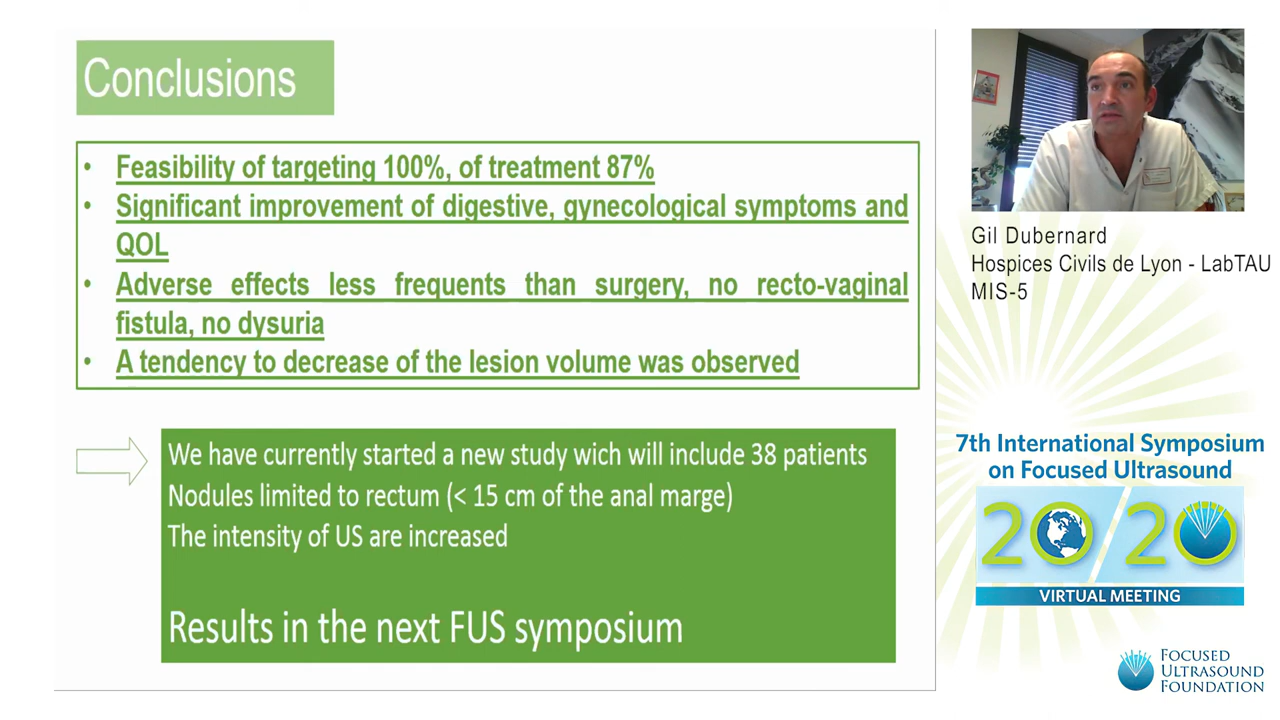 Conclusions
• Feasibility of targeting 100%, of treatment 87%
• Significant improvement of digestive, gynecological symptoms and
QOL
• Adverse effects less frequents than surgery, no recto-vaginal
fistula, no dysuria
• A tendency to decrease of the lesion volume was observed
We have currently started a new study wich will include 38 patients
Nodules limited to rectum (< 15 cm of the anal marge)
The intensity of US are increased
Results in the next FUS symposium
Gil Dubernard
Hospices Civils de Lyon - LabTAU
MIS-5
7th International Symposium
on Focused Ultrasound
20/20
VIRTUAL MEETING
FOCUSED
ULTRASOUND
FOUNDATION